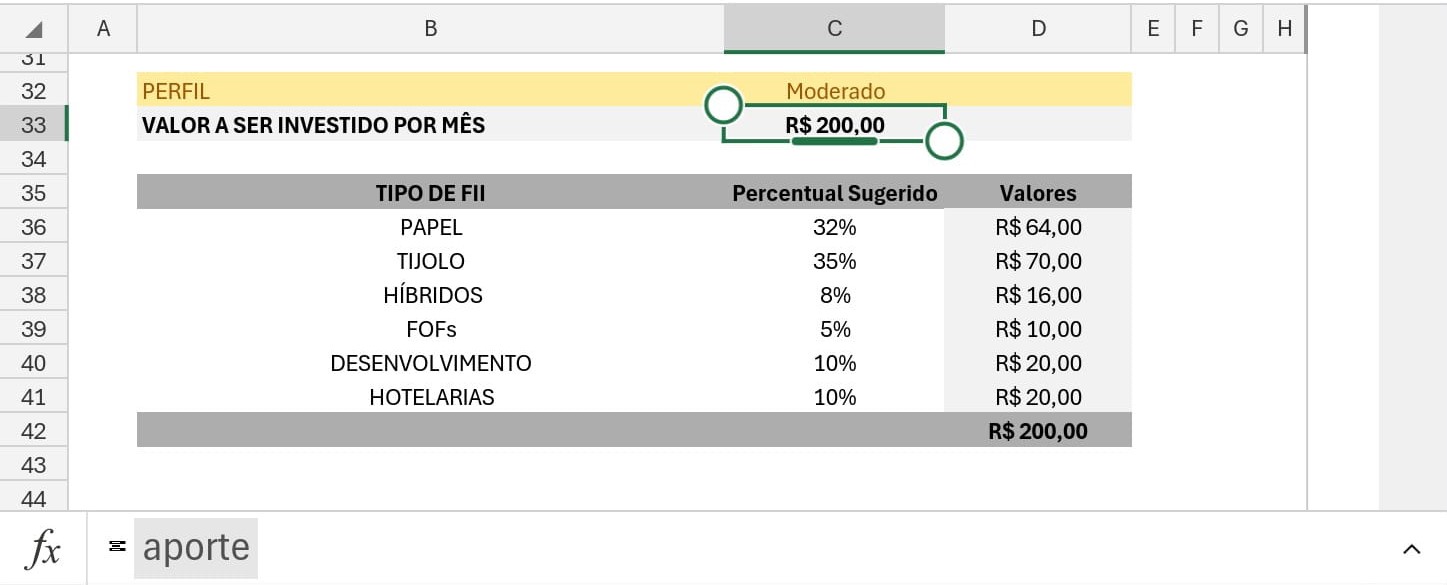 A B C D E F G H
31
32 PERFIL Moderado
33 VALOR A SER INVESTIDO POR MÊS R$ 200,00
34
35 TIPO DE FII Percentual Sugerido Valores
36 PAPEL 32% R$ 64,00
37 TIJOLO 35% R$ 70,00
38 HÍBRIDOS 8% R$ 16,00
39 FOFs 5% R$ 10,00
40 DESENVOLVIMENTO 10% R$ 20,00
41 HOTELARIAS 10% R$ 20,00
42 R$ 200,00
43
44
fx = aporte